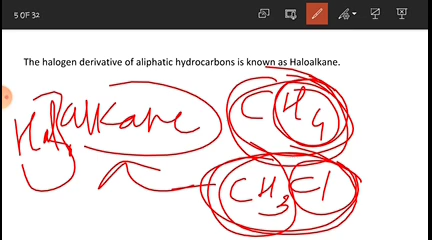 5 OF 32
The halogen derivative of aliphatic hydrocarbons is known as Haloalkane.
CH4
Haloalkane
CH3Cl